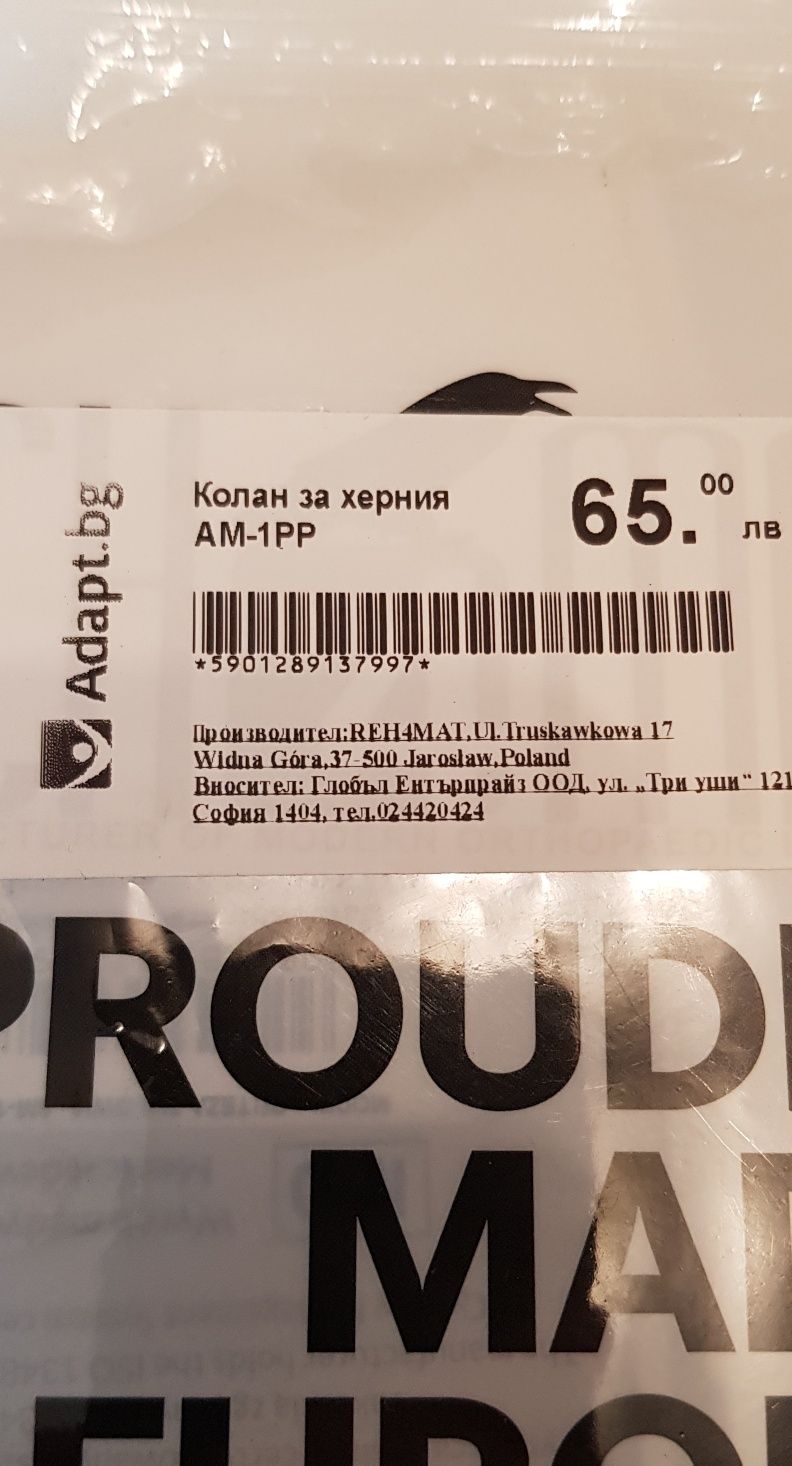 Adapt.bg
Колан за херния
AM-1PP
65.00 лв
*5901289137997*
Производител:REH4MAT,Ul.Truskawkowa 17
Widna Góra,37-500 Jaroslaw,Poland
Вносител: Глобъл Ентърпрайз ООД, ул. „Три уши“ 121
София 1404, тел.024420424
PROUD
MA
EURO